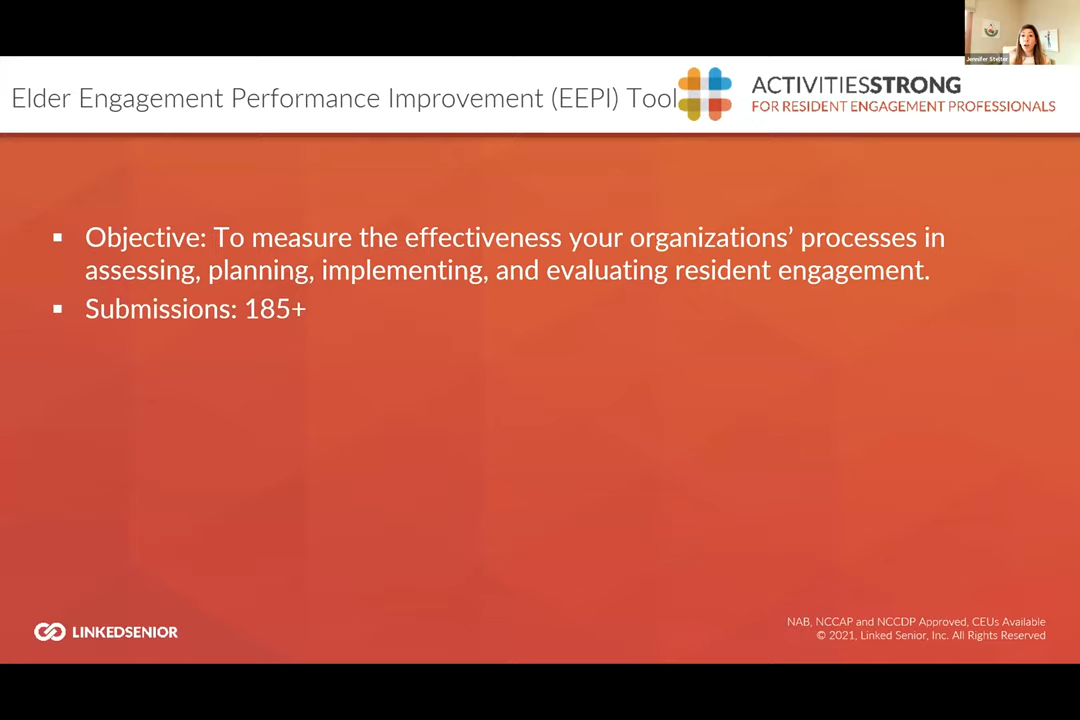 Jennifer Stelter
Elder Engagement Performance Improvement (EEPI) Tool
ACTIVITIESSTRONG
FOR RESIDENT ENGAGEMENT PROFESSIONALS
▪ Objective: To measure the effectiveness your organizations’ processes in
assessing, planning, implementing, and evaluating resident engagement.
▪ Submissions: 185+
LINKEDSENIOR
NAB, NCCAP and NCCDP Approved, CEUs Available
© 2021, Linked Senior, Inc. All Rights Reserved